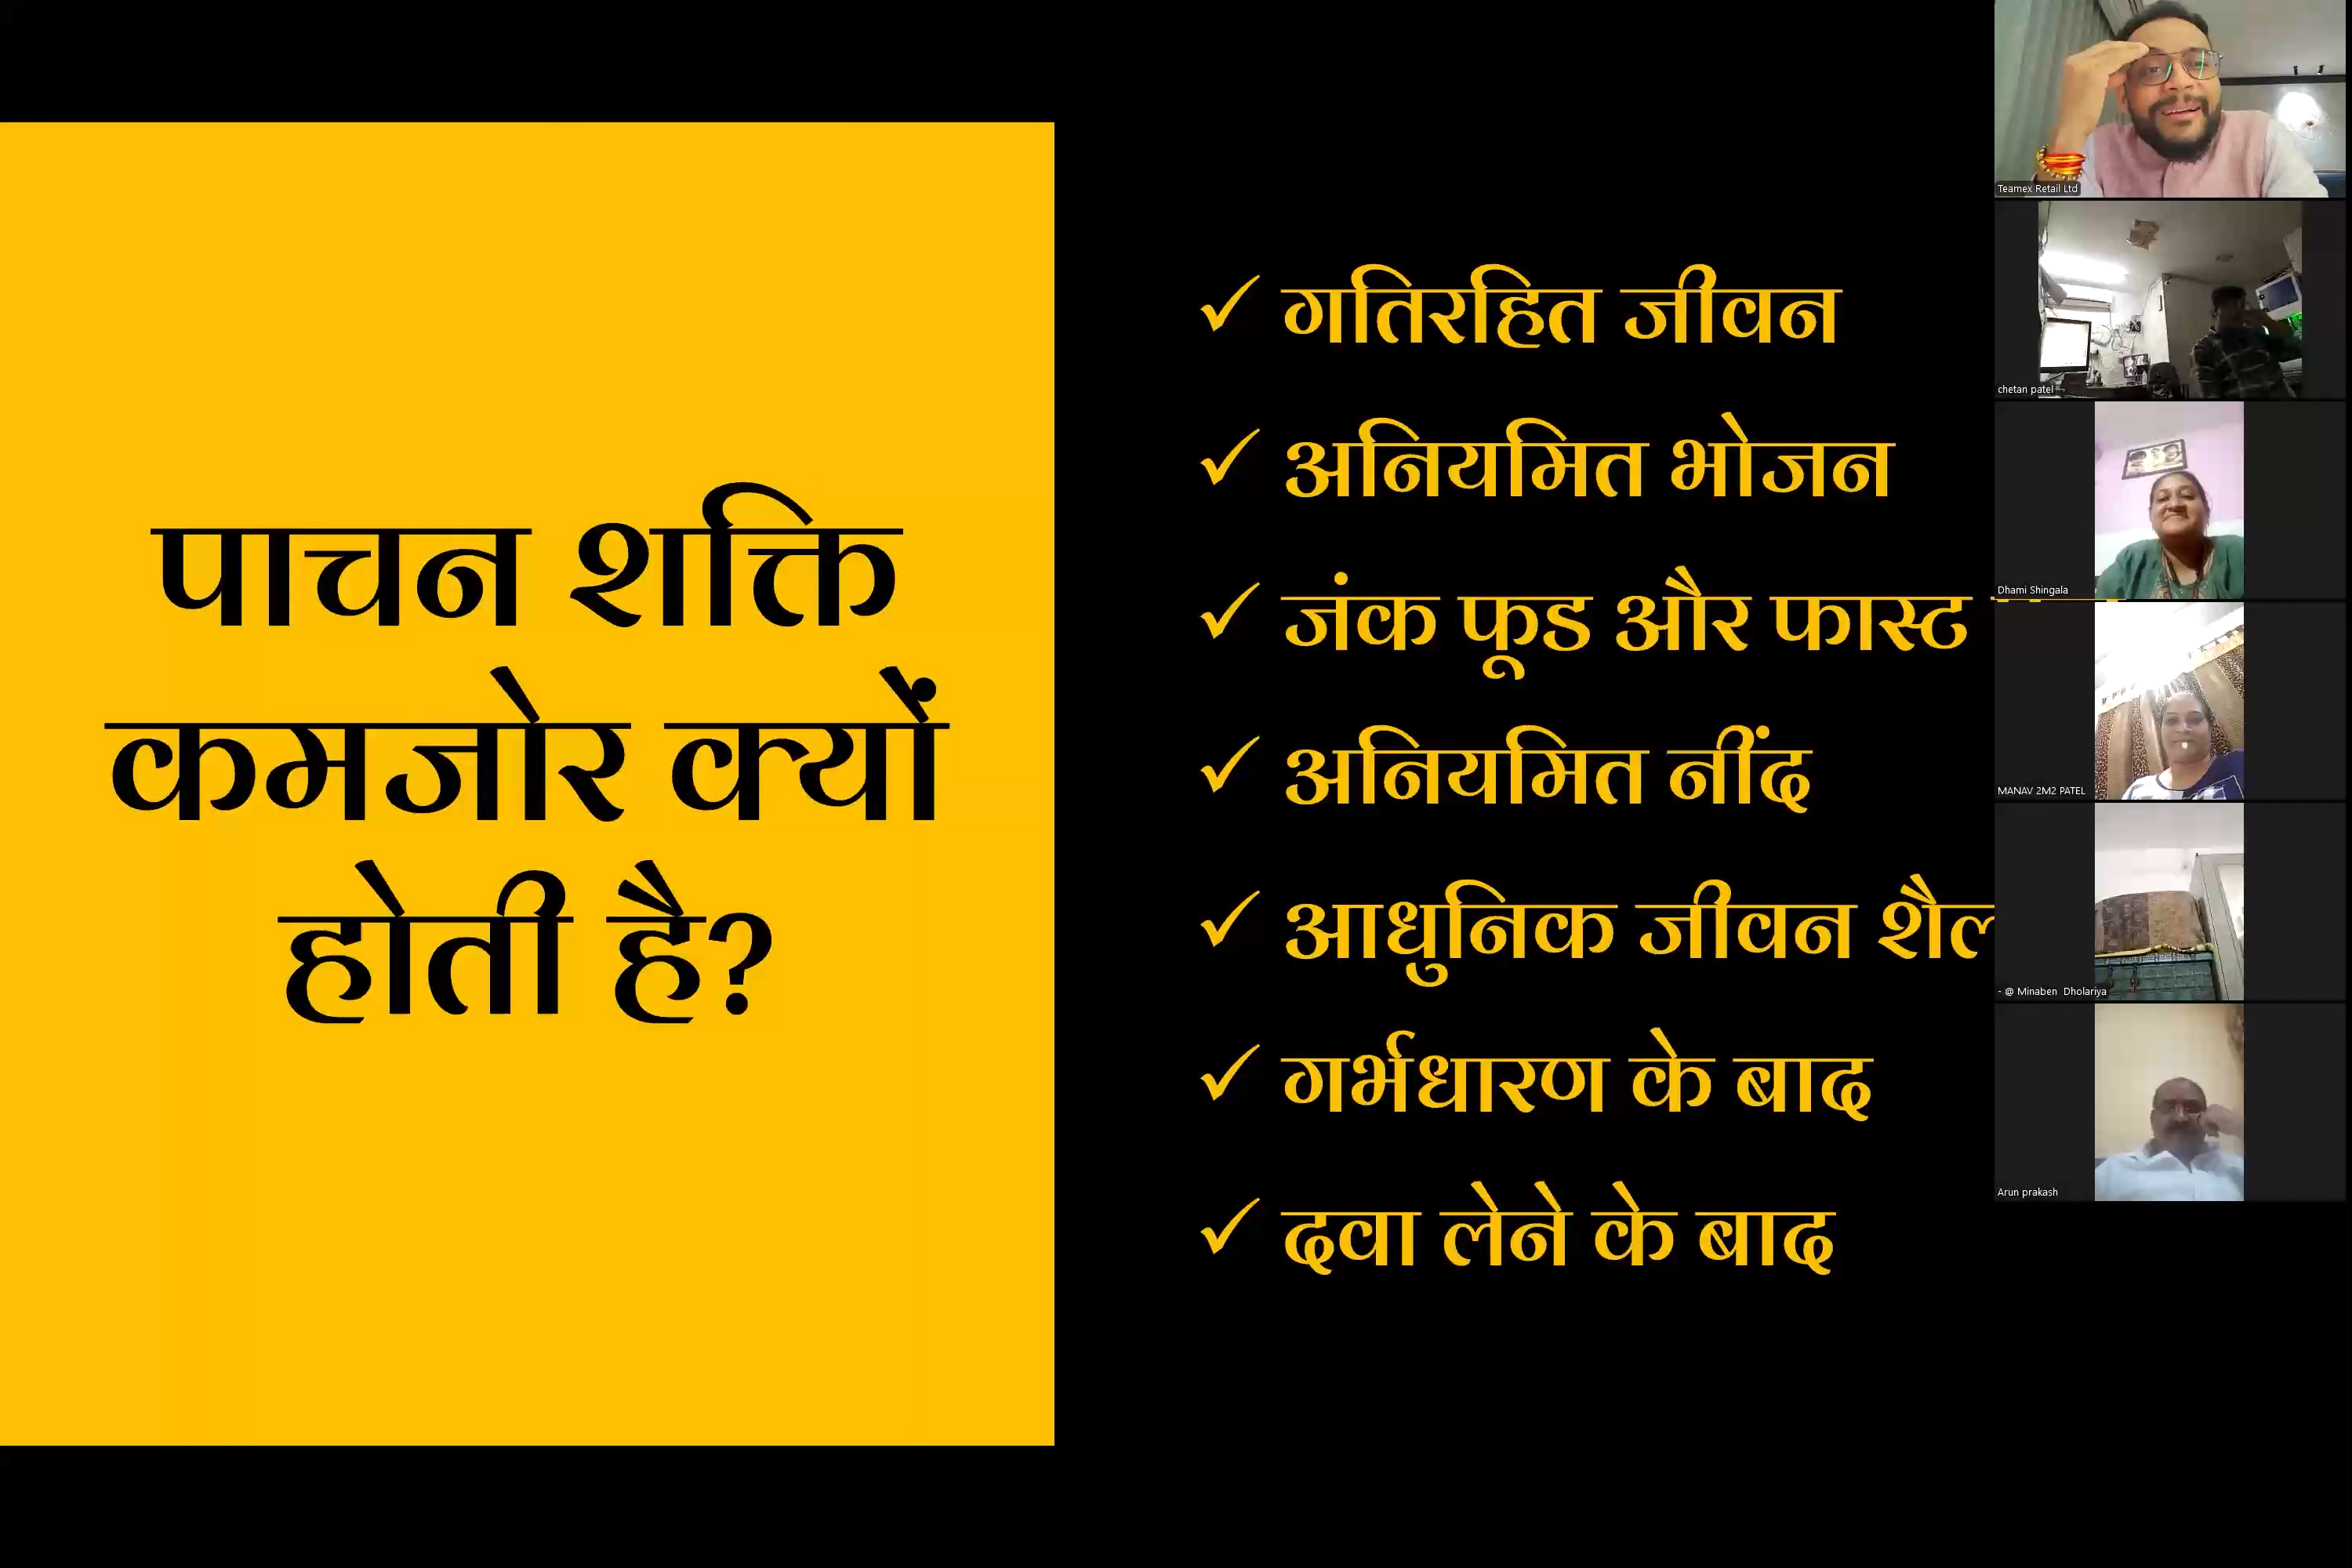 पाचन शक्ति
कमजोर क्यों
होती है?
✓ गतिरहित जीवन
✓ अनियमित भोजन
✓ जंक फूड और फास्ट
✓ अनियमित नींद
✓ आधुनिक जीवन शैल
✓ गर्भधारण के बाद
✓ दवा लेने के बाद
Teamex Retail Ltd
chetan patel
Dhami Shingala
MANAV 2M2 PATEL
- @ Minaben Dholariya
Arun prakash